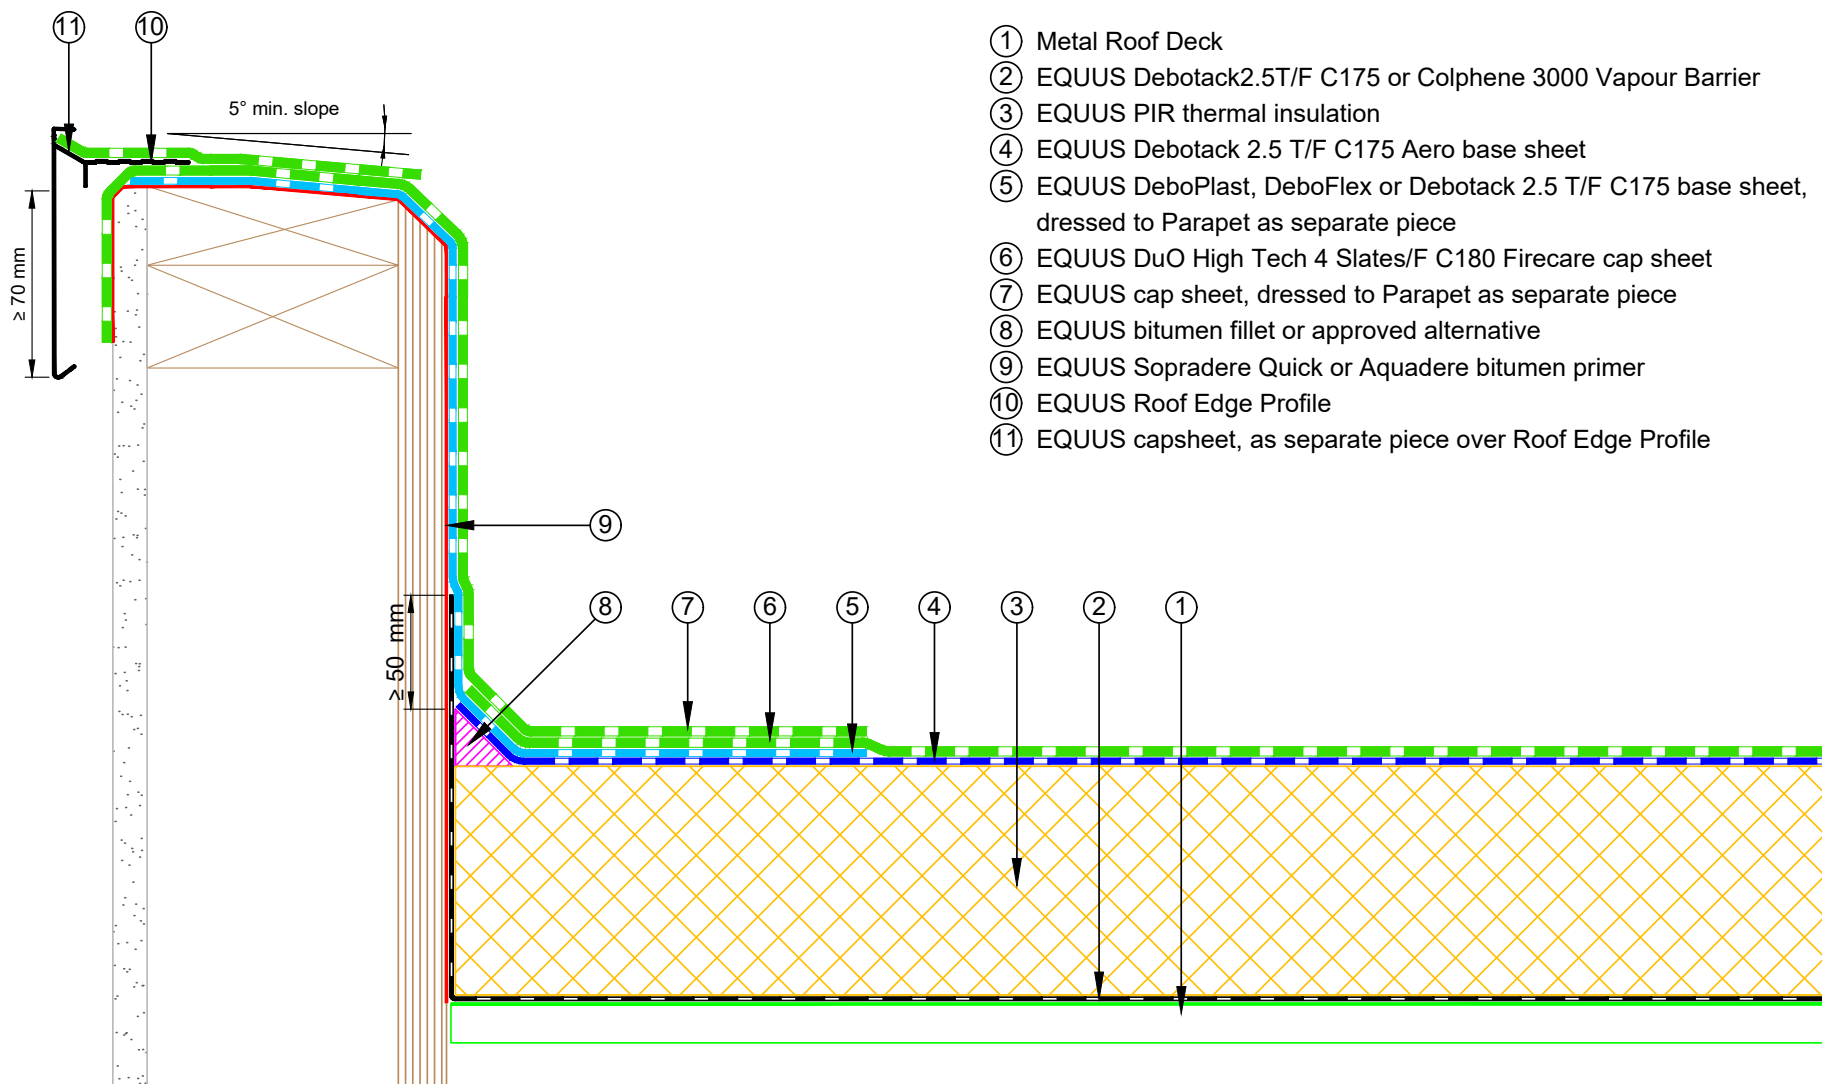 11 10
5° min. slope
≥ 70 mm
1 Metal Roof Deck
2 EQUUS Debotack2.5T/F C175 or Colphene 3000 Vapour Barrier
3 EQUUS PIR thermal insulation
4 EQUUS Debotack 2.5 T/F C175 Aero base sheet
5 EQUUS DeboPlast, DeboFlex or Debotack 2.5 T/F C175 base sheet,
dressed to Parapet as separate piece
6 EQUUS DuO High Tech 4 Slates/F C180 Firecare cap sheet
7 EQUUS cap sheet, dressed to Parapet as separate piece
8 EQUUS bitumen fillet or approved alternative
9 EQUUS Sopradere Quick or Aquadere bitumen primer
10 EQUUS Roof Edge Profile
11 EQUUS capsheet, as separate piece over Roof Edge Profile
9
≥ 50 mm
8 7 6 5 4 3 2 1